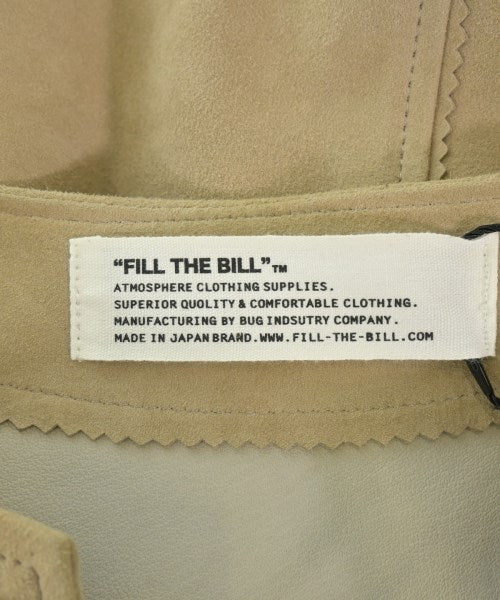 “FILL THE BILL”TM
ATMOSPHERE CLOTHING SUPPLIES.
SUPERIOR QUOLITY & COMFORTABLE CLOTHING.
MANUFACTURING BY BUG INDSUTRY COMPANY.
MADE IN JAPAN BRAND.WWW.FILL-THE-BILL.COM